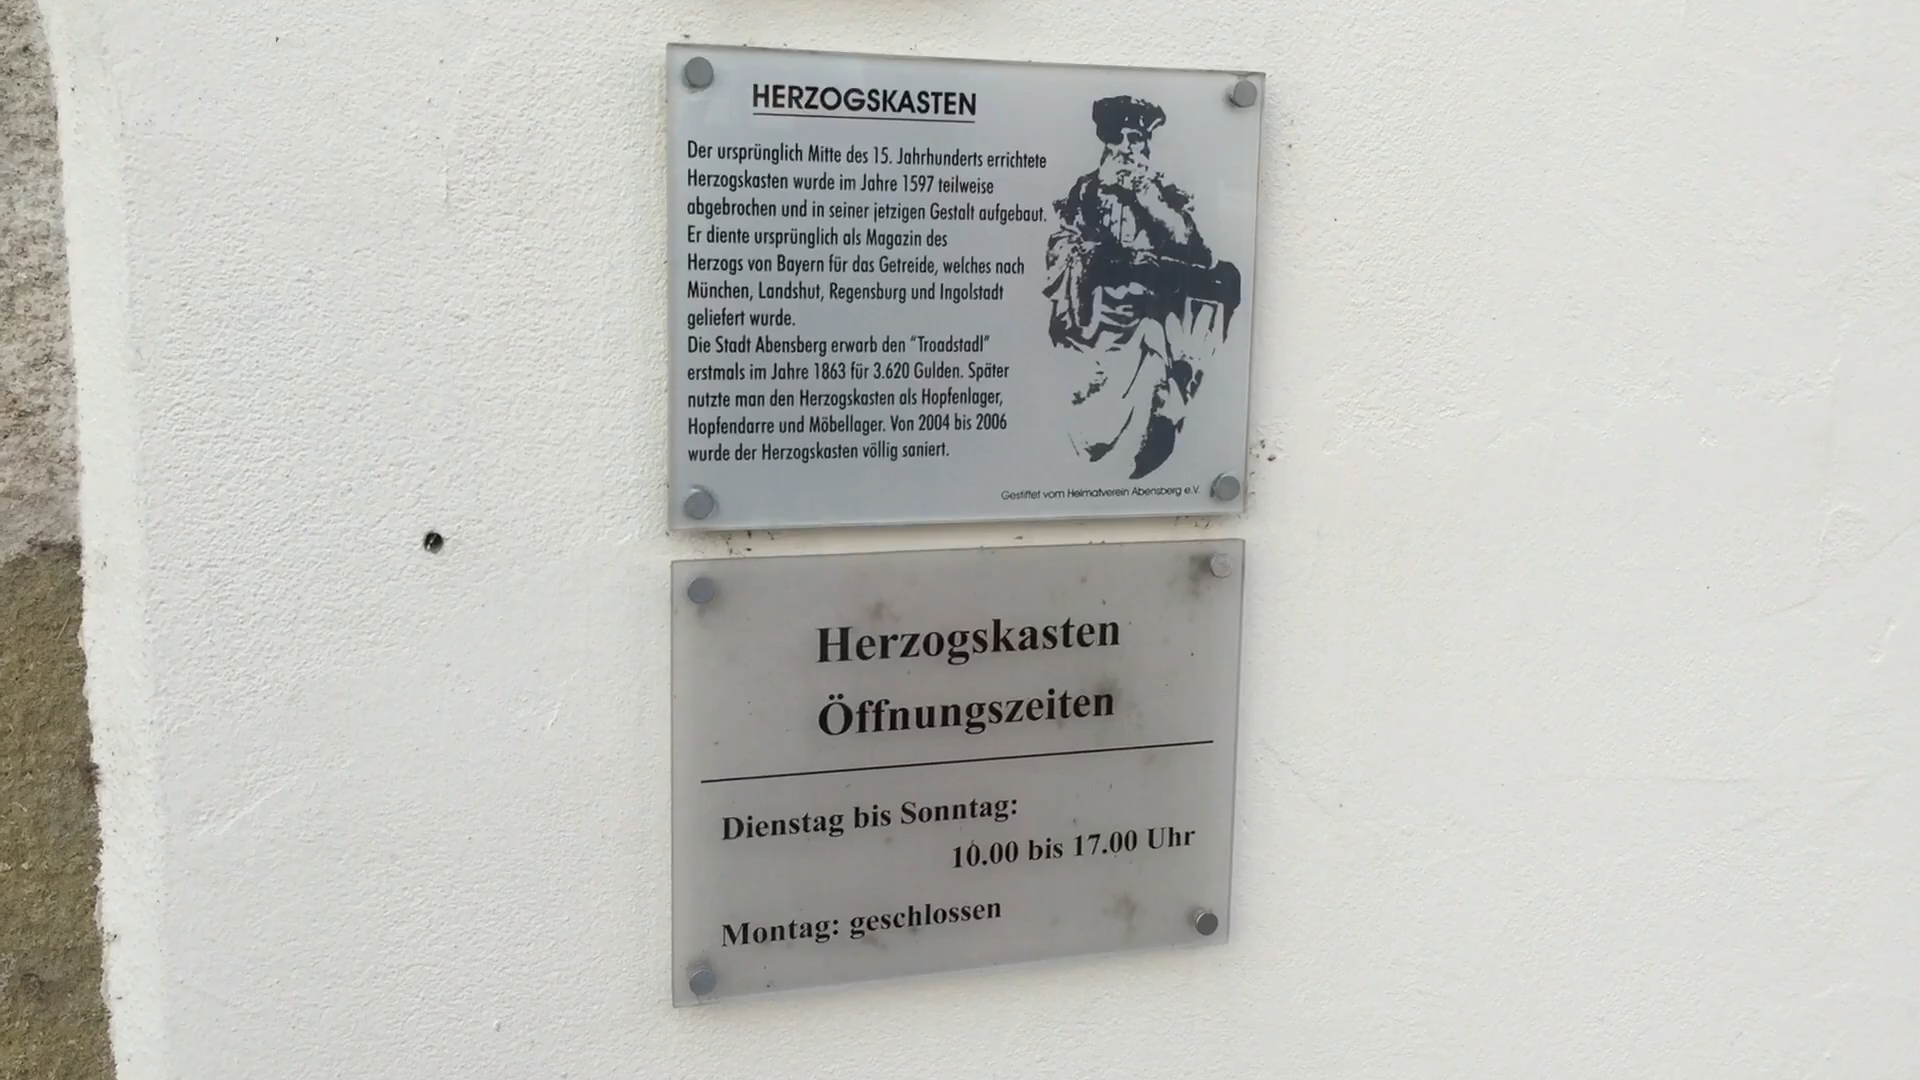 HERZOGSKASTEN
Der ursprünglich Mitte des 15. Jahrhunderts errichtete
Herzogskasten wurde im Jahre 1597 teilweise
abgebrochen und in seiner jetzigen Gestalt aufgebaut.
Er diente ursprünglich als Magazin des
Herzogs von Bayern für das Getreide, welches nach
München, Landshut, Regensburg und Ingolstadt
geliefert wurde.
Die Stadt Abensberg erwarb den "Troadstadl"
erstmals im Jahre 1863 für 3.620 Gulden. Später
nutzte man den Herzogskasten als Hopfenlager,
Hopfendarre und Möbellager. Von 2004 bis 2006
wurde der Herzogskasten völlig saniert.
Gestiftet vom Heimatverein Abensberg e.V.
Herzogskasten
Öffnungszeiten
Dienstag bis Sonntag:
10.00 bis 17.00 Uhr
Montag: geschlossen